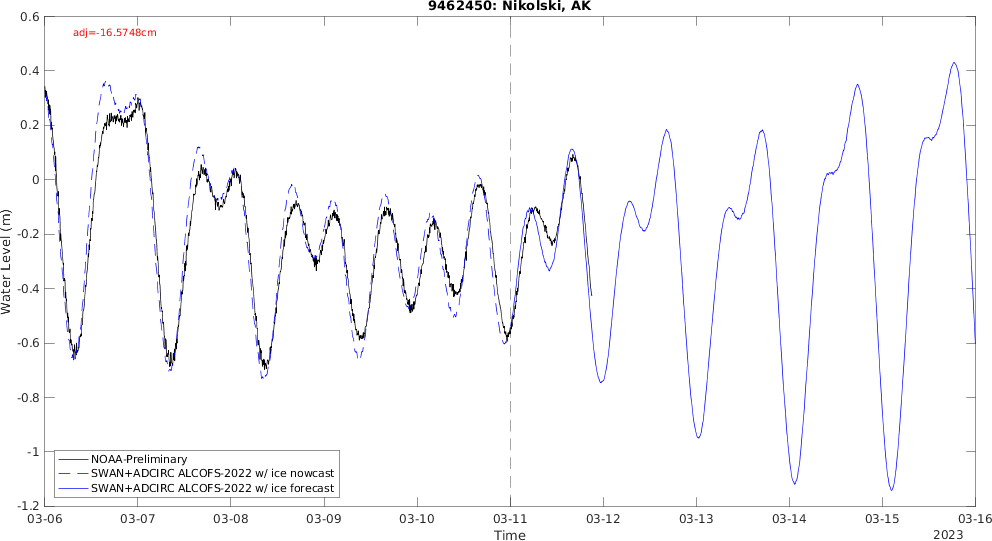 9462450: Nikolski, AK
adj=-16.5748cm
0.6
0.4
0.2
0
-0.2
-0.4
-0.6
-0.8
-1
-1.2
Water Level (m)
NOAA-Preliminary
SWAN+ADCIRC ALCOFS-2022 w/ ice nowcast
SWAN+ADCIRC ALCOFS-2022 w/ ice forecast
03-06 03-07 03-08 03-09 03-10 03-11 03-12 03-13 03-14 03-15 03-16
Time
2023